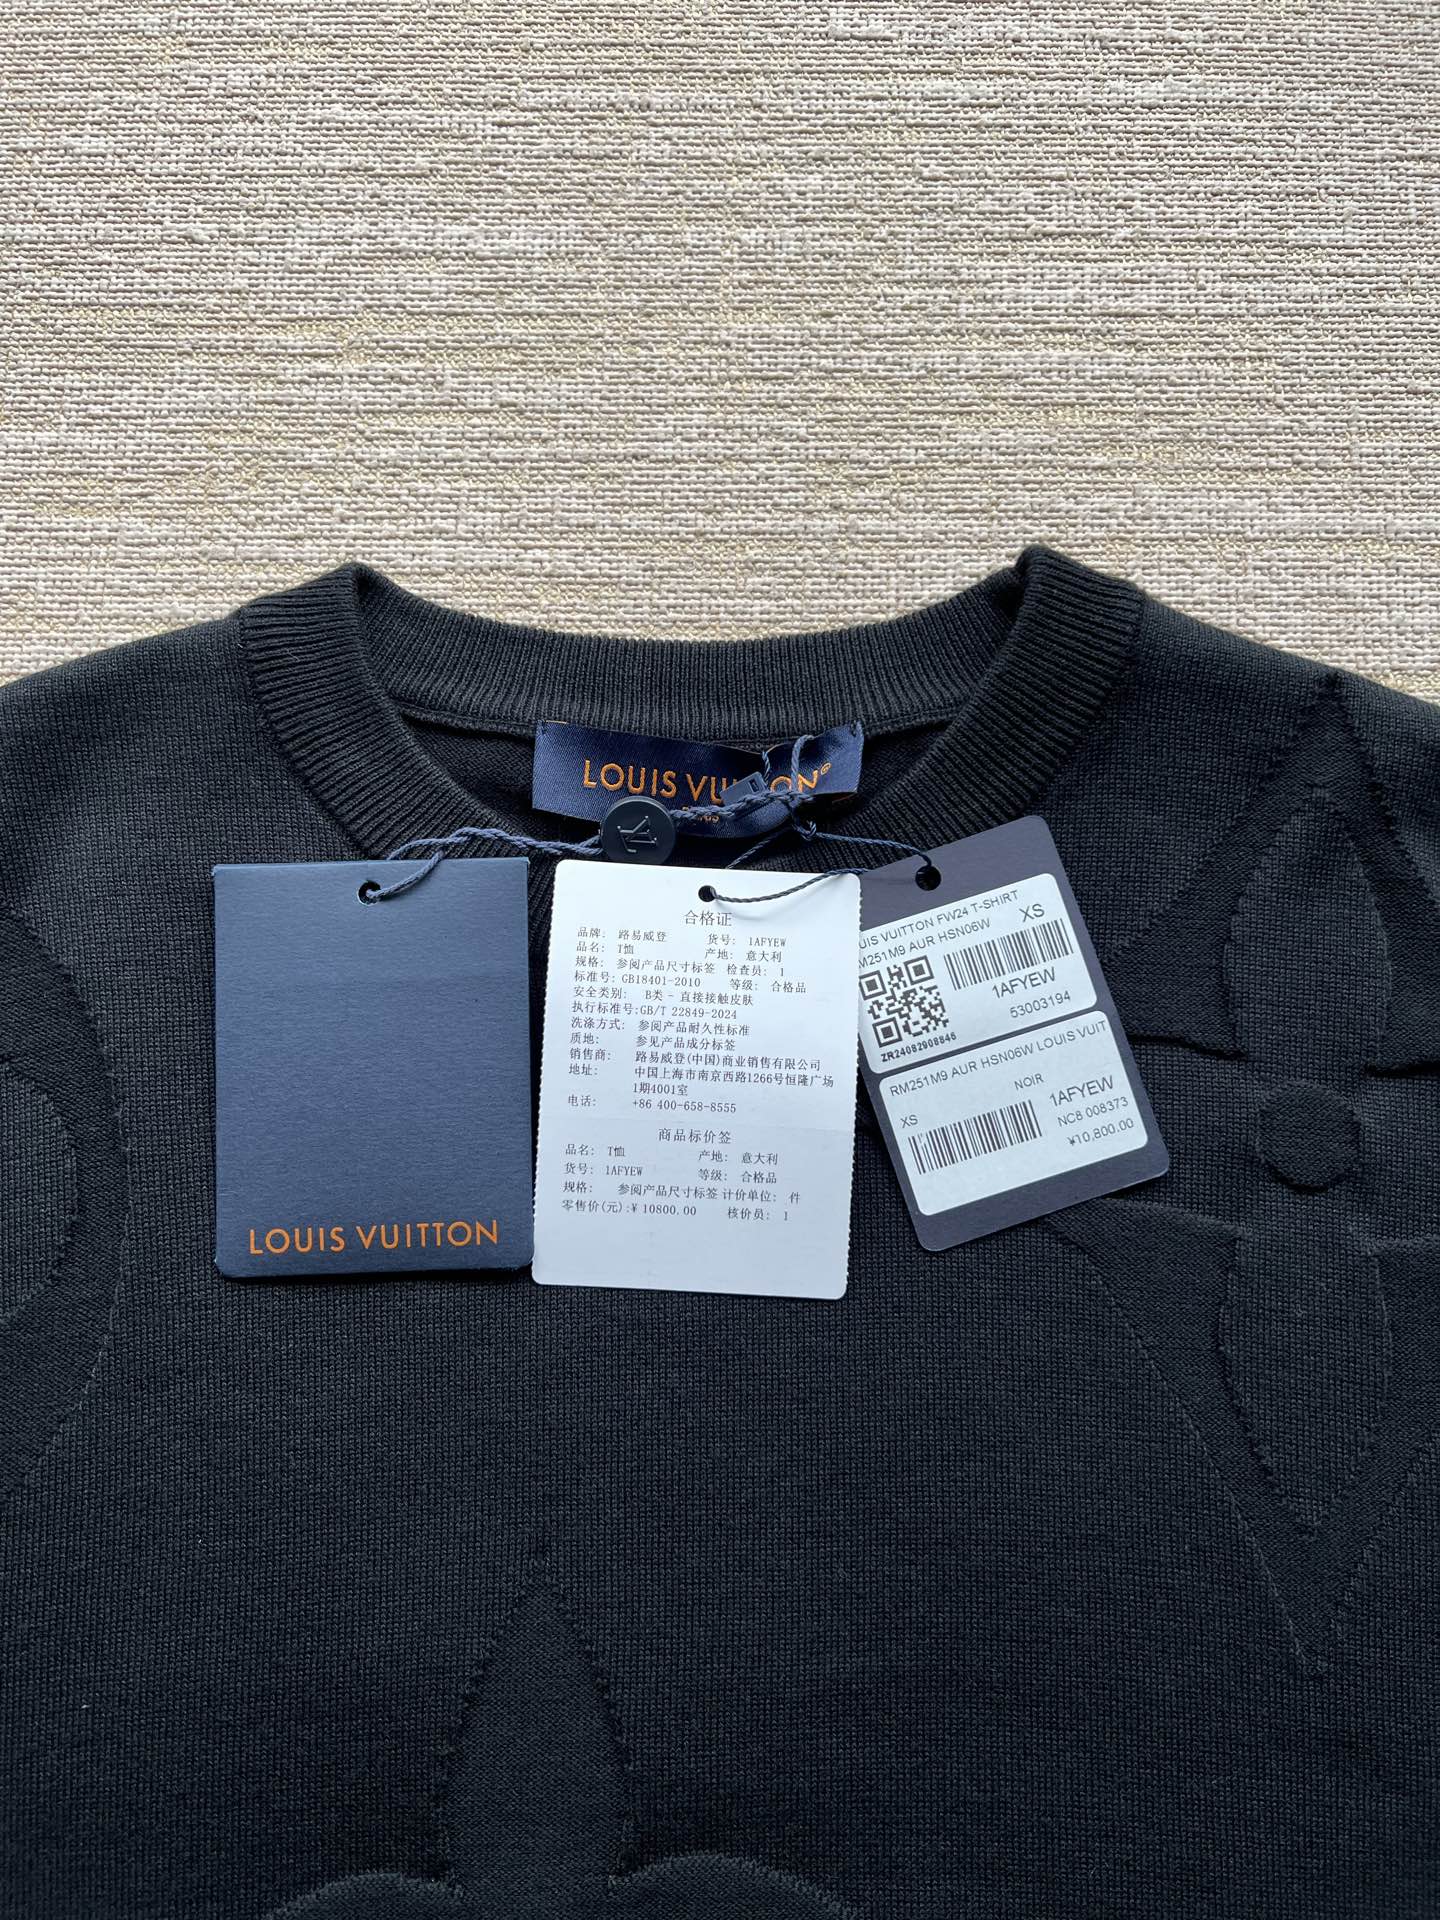 LOUIS VUITTON
LOUIS VUITTON
合格证
品牌: 路易威登 货号: 1AFYEW
品名: T恤 产地: 意大利
规格: 参阅产品尺寸标签 检查员: 1
标准号: GB18401-2010 等级: 合格品
安全类别: B类 - 直接接触皮肤
执行标准号:GB/T 22849-2024
洗涤方式: 参阅产品耐久性标准
质地: 参见产品成分标签
销售商: 路易威登(中国)商业销售有限公司
地址: 中国上海市南京西路1266号恒隆广场
1期4001室
电话: +86 400-658-8555
商品标价签
品名: T恤 产地: 意大利
货号: 1AFYEW 等级: 合格品
规格: 参阅产品尺寸标签 计价单位: 件
零售价(元):¥ 10800.00 核价员: 1
UIS VUITTON FW24 T-SHIRT
M251M9 AUR HSN06W XS
1AFYEW
53003194
ZR24082908846
RM251M9 AUR HSN06W LOUIS VUIT
NOIR
XS 1AFYEW
NC8 008373
¥10,800.00